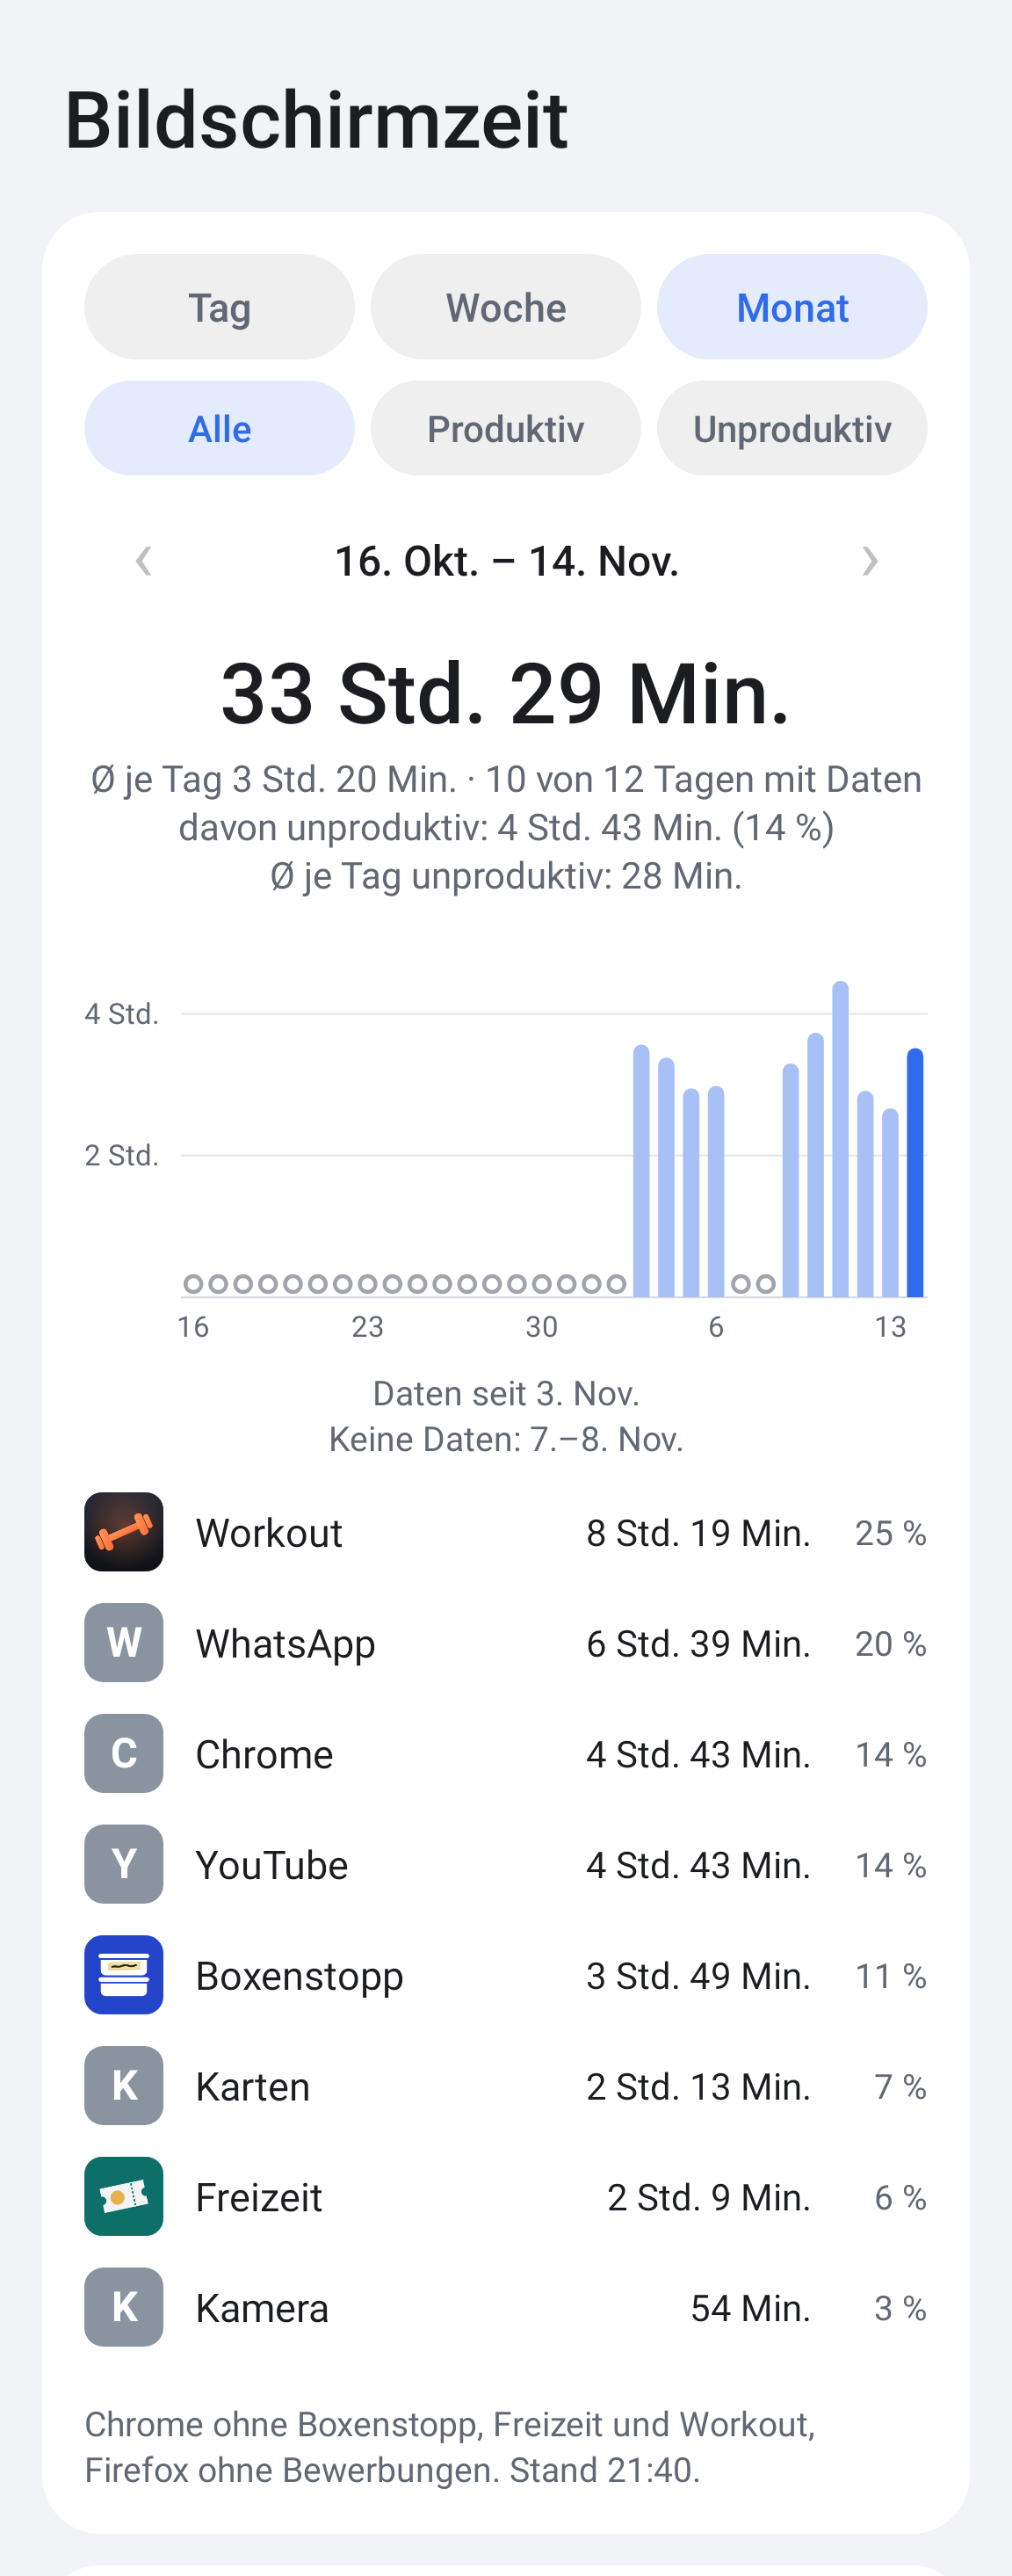 Bildschirmzeit
Tag Woche Monat
Alle Produktiv Unproduktiv
‹ 16. Okt. – 14. Nov. ›
33 Std. 29 Min.
Ø je Tag 3 Std. 20 Min. · 10 von 12 Tagen mit Daten
davon unproduktiv: 4 Std. 43 Min. (14 %)
Ø je Tag unproduktiv: 28 Min.
4 Std.
2 Std.
16 23 30 6 13
Daten seit 3. Nov.
Keine Daten: 7.–8. Nov.
Workout 8 Std. 19 Min. 25 %
W WhatsApp 6 Std. 39 Min. 20 %
C Chrome 4 Std. 43 Min. 14 %
Y YouTube 4 Std. 43 Min. 14 %
Boxenstopp 3 Std. 49 Min. 11 %
K Karten 2 Std. 13 Min. 7 %
Freizeit 2 Std. 9 Min. 6 %
K Kamera 54 Min. 3 %
Chrome ohne Boxenstopp, Freizeit und Workout,
Firefox ohne Bewerbungen. Stand 21:40.